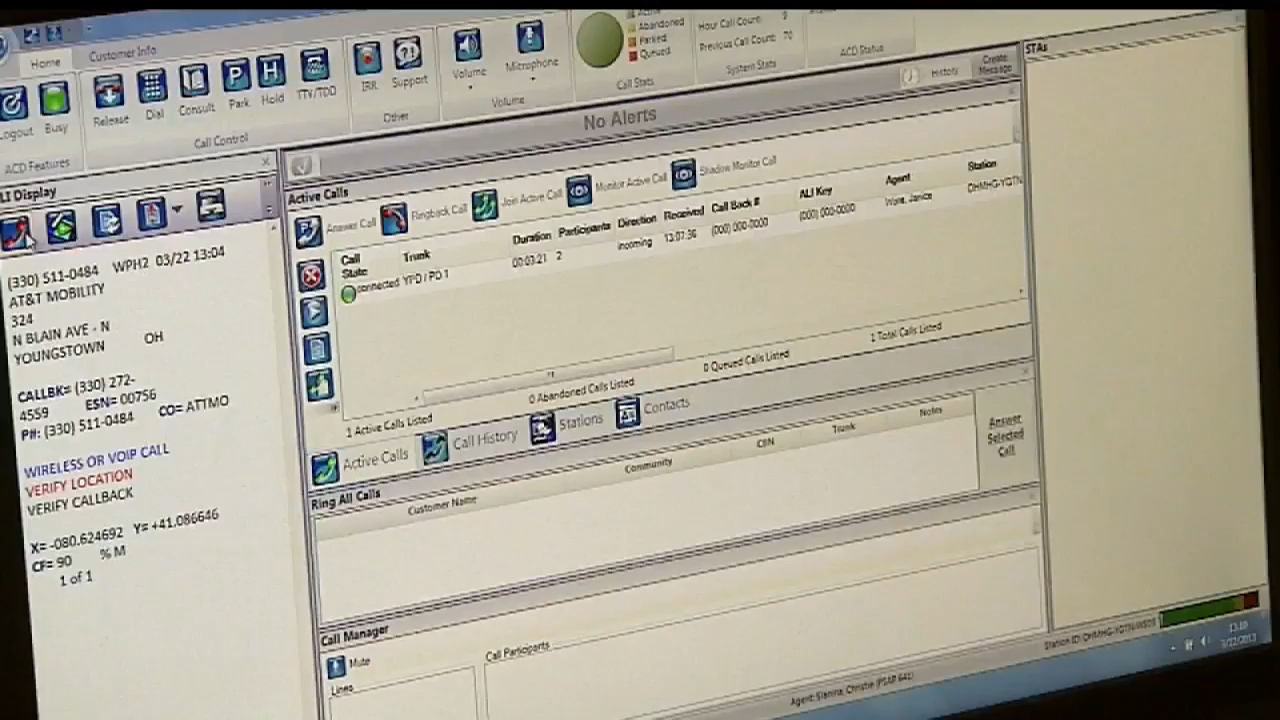 Home
Customer Info
Logout
Busy
ACD Features
Release
Dial
Consult
Park
Hold
TTY/TDD
Call Control
IRR
Support
Other
Volume
Microphone
Volume
Abandoned
Parked
Queued
Call Stats
Hour Call Count: 9
Previous Call Count: 70
System Stats
ACD Status
History
Create Message
STAs
No Alerts
LI Display
(330) 511-0484 WPH2 03/22 13:04
AT&T MOBILITY
324
N BLAIN AVE - N
YOUNGSTOWN OH
CALLBK= (330) 272-
4559 ESN= 00756
P#: (330) 511-0484 CO= ATTMO
WIRELESS OR VOIP CALL
VERIFY LOCATION
VERIFY CALLBACK
X= -080.624692 Y= +41.086646
CF= 90 % M
1 of 1
Active Calls
Answer Call
Ringback Call
Join Active Call
Monitor Active Call
Shadow Monitor Call
Call State Trunk Duration Participants Direction Received Call Back # ALI Key Agent Station
connected YPD / PD 1 00:03:21 2 incoming 13:07:36 (000) 000-0000 (000) 000-0000
1 Active Calls Listed
0 Abandoned Calls Listed
0 Queued Calls Listed
1 Total Calls Listed
Active Calls
Call History
Stations
Contacts
Ring All Calls
Customer Name Community CBN Trunk Notes
Answer
Selected
Call
Call Manager
Mute
Lines
Call Participants